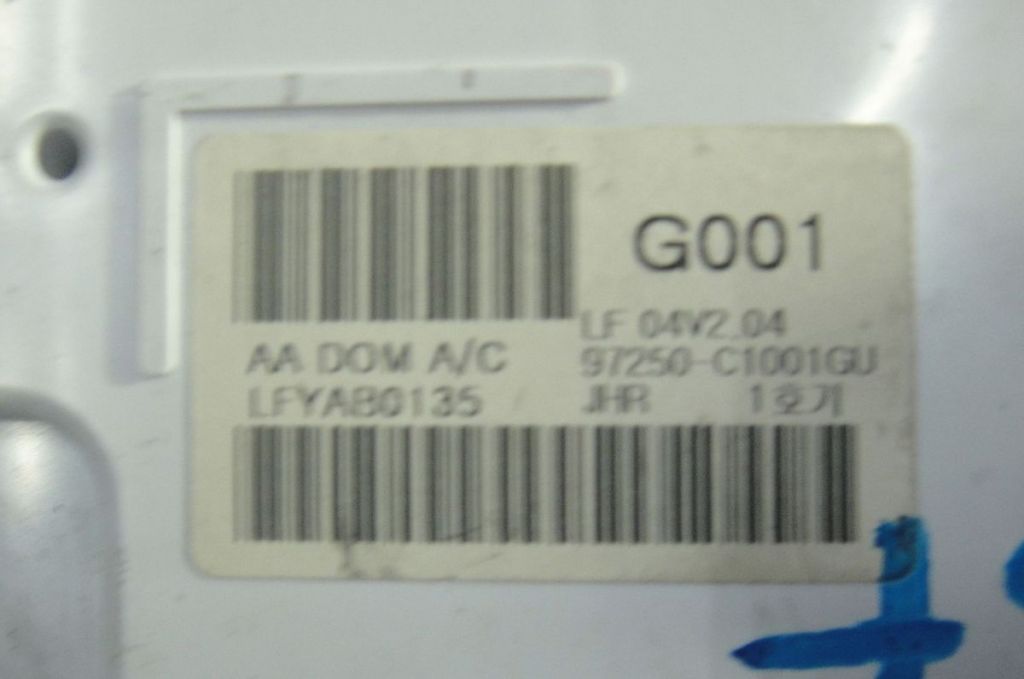 G001
LF 04V2.04
AA DOM A/C 97250-C1001GU
LFYAB0135 JHR 1호기